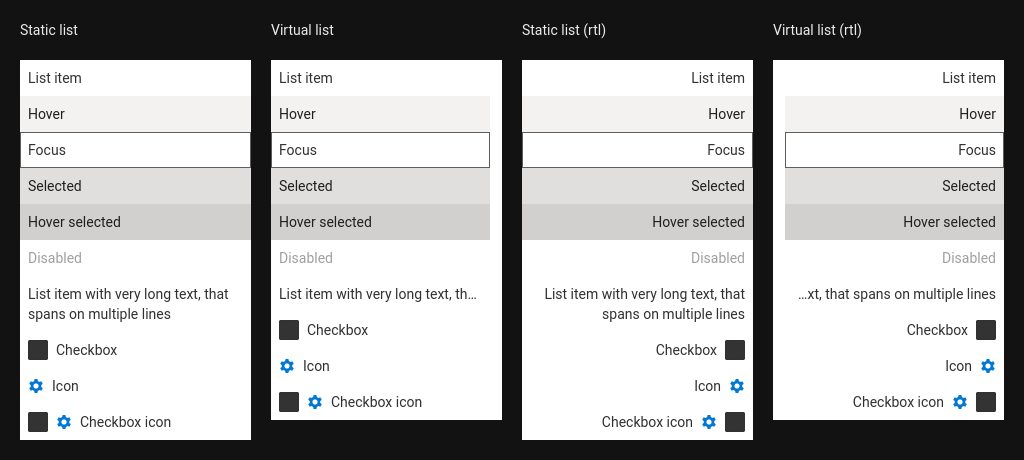 Static list
List item
Hover
Focus
Selected
Hover selected
Disabled
List item with very long text, that
spans on multiple lines
Checkbox
Icon
Checkbox icon
Virtual list
List item
Hover
Focus
Selected
Hover selected
Disabled
List item with very long text, th...
Checkbox
Icon
Checkbox icon
Static list (rtl)
List item
Hover
Focus
Selected
Hover selected
Disabled
List item with very long text, that
spans on multiple lines
Checkbox
Icon
Checkbox icon
Virtual list (rtl)
List item
Hover
Focus
Selected
Hover selected
Disabled
...xt, that spans on multiple lines
Checkbox
Icon
Checkbox icon